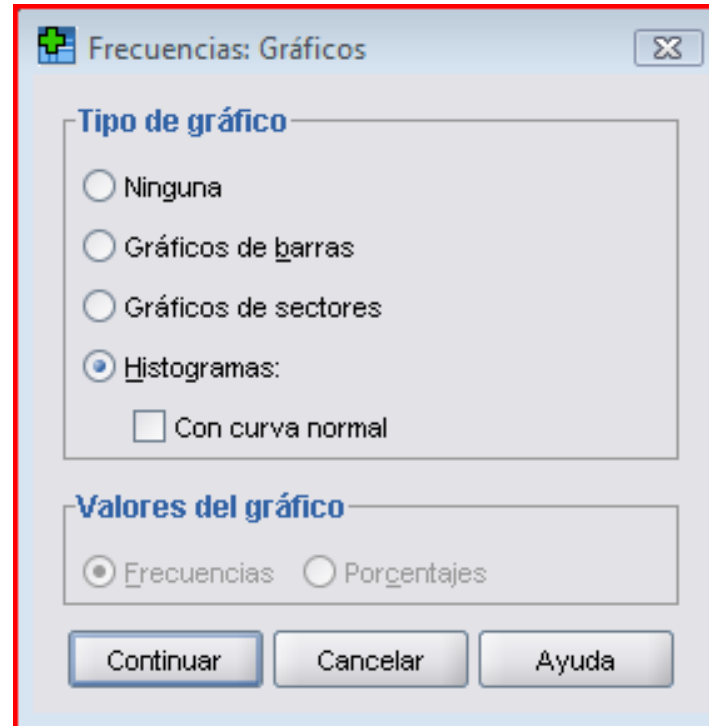 Frecuencias: Gráficos
Tipo de gráfico
Ninguna
Gráficos de barras
Gráficos de sectores
Histogramas:
Con curva normal
Valores del gráfico
Frecuencias Porcentajes
Continuar Cancelar Ayuda